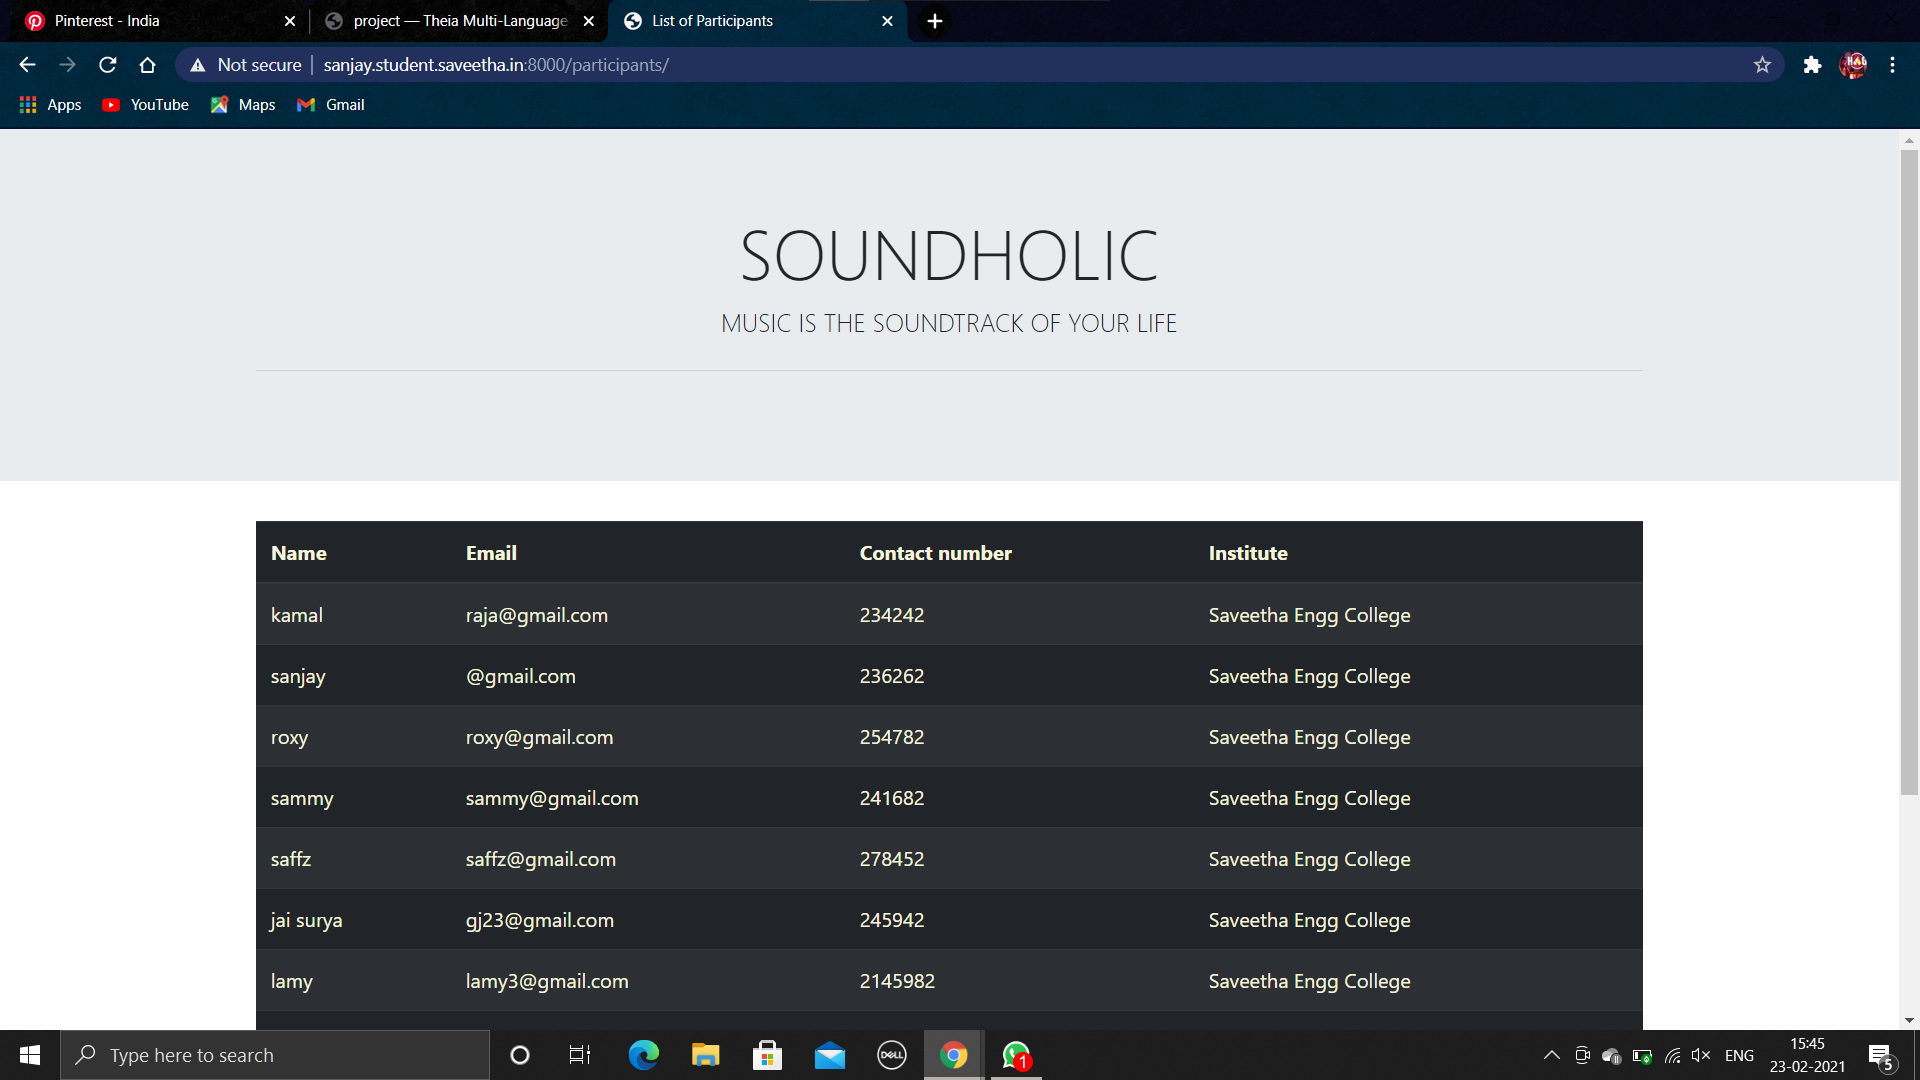 Pinterest - India
project — Theia Multi-Language
List of Participants
Not secure | sanjay.student.saveetha.in:8000/participants/
Apps YouTube Maps Gmail
SOUNDHOLIC
MUSIC IS THE SOUNDTRACK OF YOUR LIFE
Name Email Contact number Institute
kamal raja@gmail.com 234242 Saveetha Engg College
sanjay @gmail.com 236262 Saveetha Engg College
roxy roxy@gmail.com 254782 Saveetha Engg College
sammy sammy@gmail.com 241682 Saveetha Engg College
saffz saffz@gmail.com 278452 Saveetha Engg College
jai surya gj23@gmail.com 245942 Saveetha Engg College
lamy lamy3@gmail.com 2145982 Saveetha Engg College
Type here to search
DELL
1
ENG
15:45
23-02-2021
5